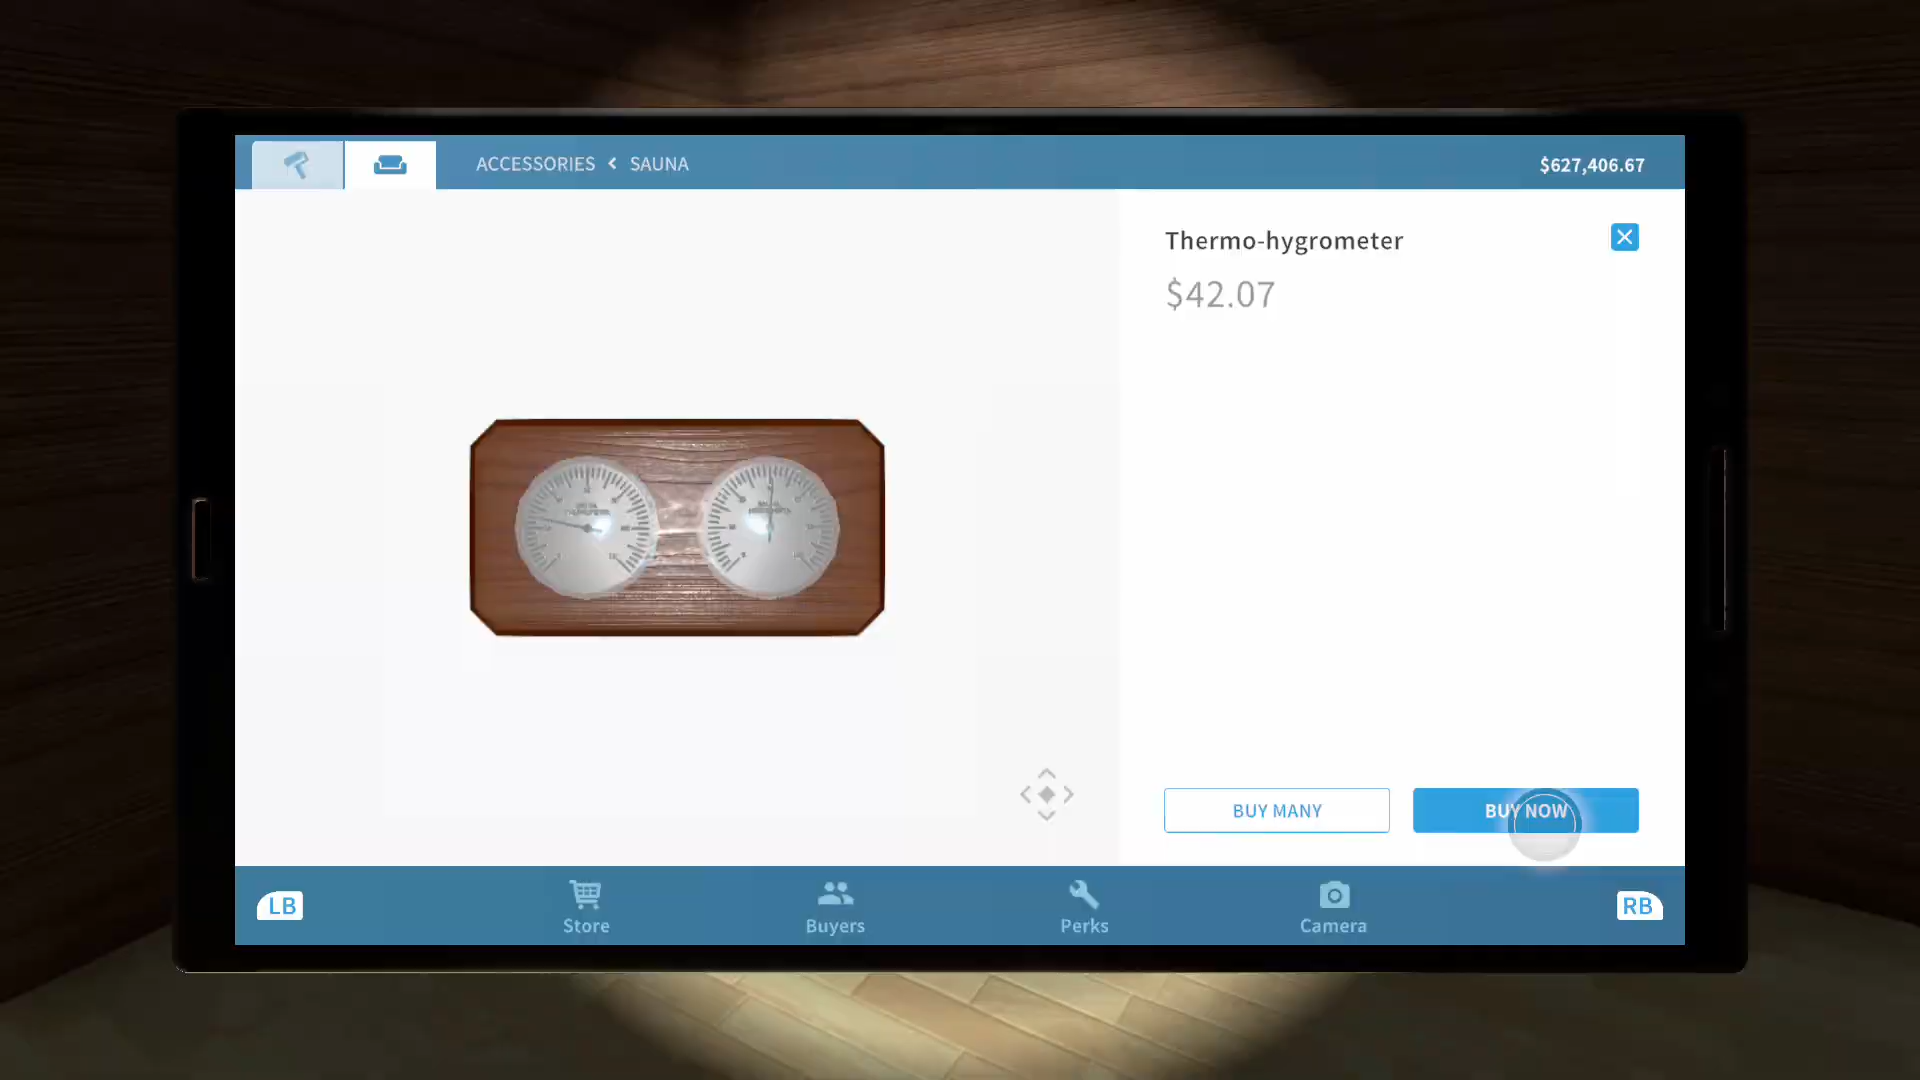 ACCESSORIES < SAUNA
$627,406.67
Thermo-hygrometer
$42.07
BUY MANY
BUY NOW
LB
Store
Buyers
Perks
Camera
RB